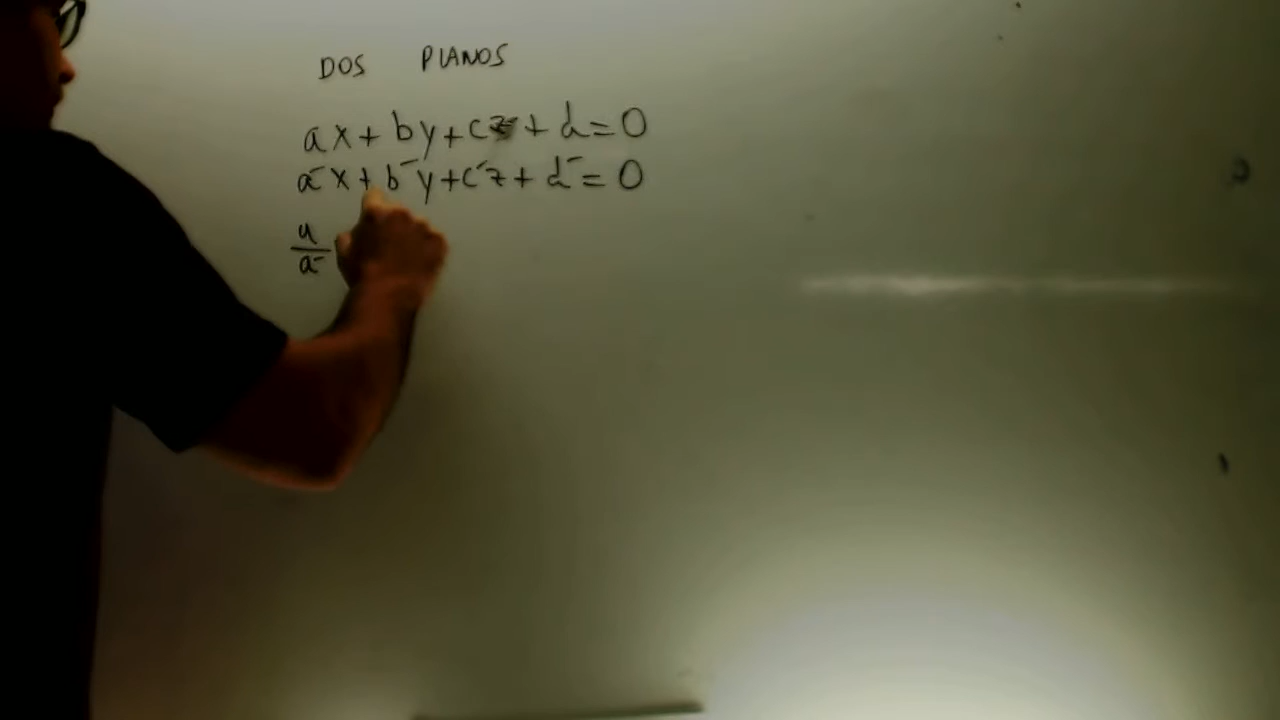 DOS PLANOS
ax + by + cz + d = 0
a'x + b'y + c'z + d' = 0
a/a'